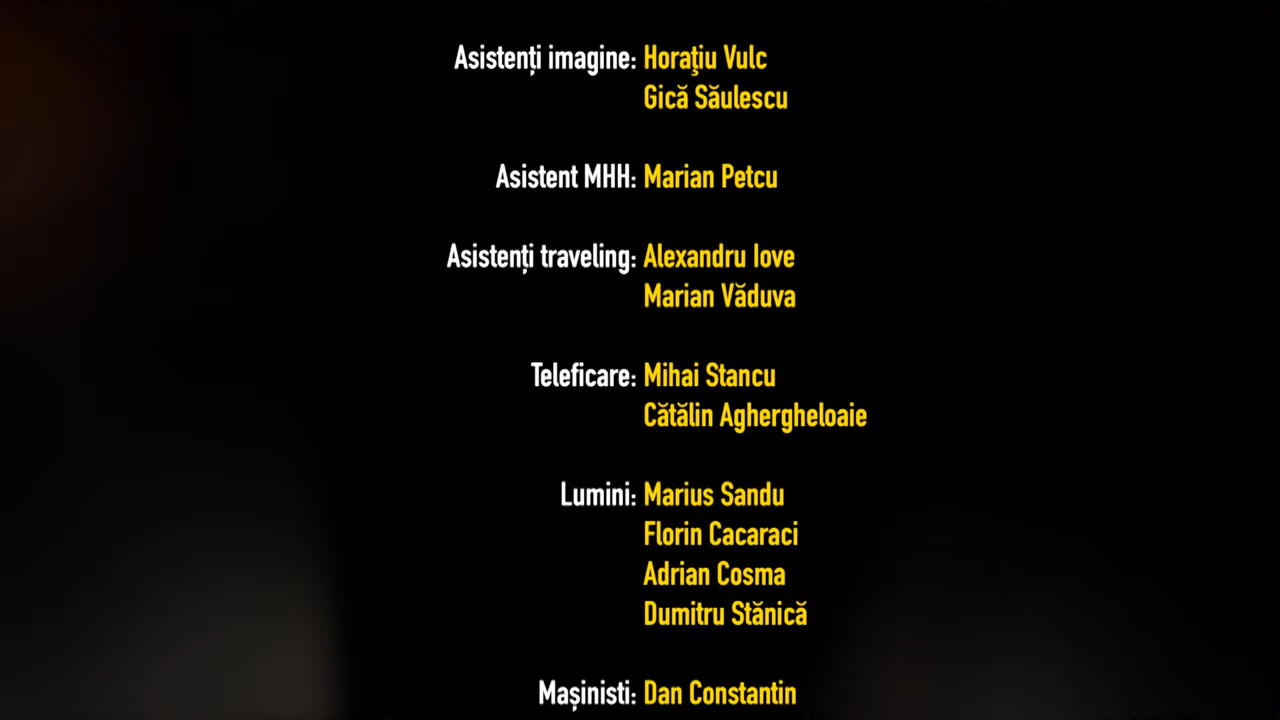 Asistenți imagine: Horaţiu Vulc
Gică Săulescu
Asistent MHH: Marian Petcu
Asistenți traveling: Alexandru Iove
Marian Văduva
Teleficare: Mihai Stancu
Cătălin Aghergheloaie
Lumini: Marius Sandu
Florin Cacaraci
Adrian Cosma
Dumitru Stănică
Mașinisti: Dan Constantin